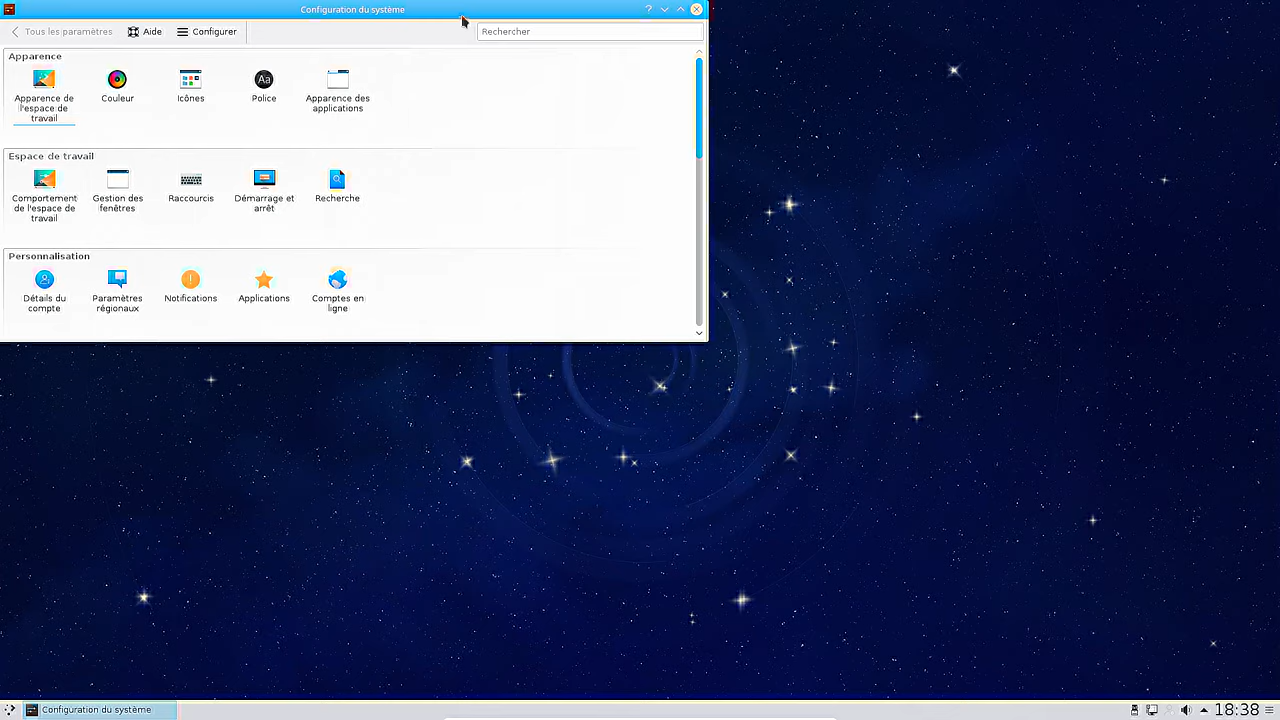 Configuration du système
?
Tous les paramètres Aide Configurer Rechercher
Apparence
Apparence de l'espace de travail
Couleur
Icônes
Aa
Police
Apparence des applications
Espace de travail
Comportement de l'espace de travail
Gestion des fenêtres
Raccourcis
Démarrage et arrêt
Recherche
Personnalisation
Détails du compte
Paramètres régionaux
Notifications
Applications
Comptes en ligne
Configuration du système 18:38